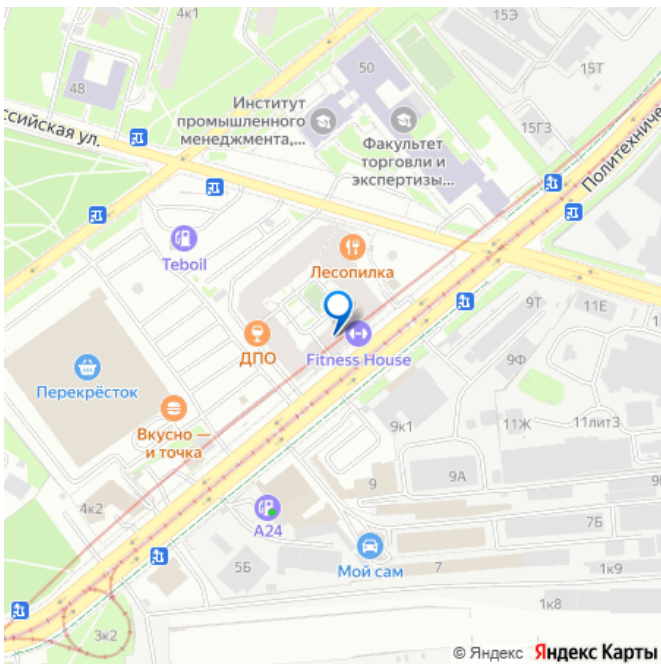 4к1
15Э
15Т
50
48
Институт
промышленного
менеджмента,...
Факультет
торговли и
экспертизы...
15Г3
ссийская ул.
Политехниче
Teboil
Лесопилка
9Т
11Е
ДПО
Fitness House
9Ф
Перекрёсток
Вкусно —
и точка
9к1
11Ж
11лит3
9
9А
4к2
А24
7Б
5Б
Мой сам
7
1к9
1к8
3к2
© Яндекс Яндекс Карты